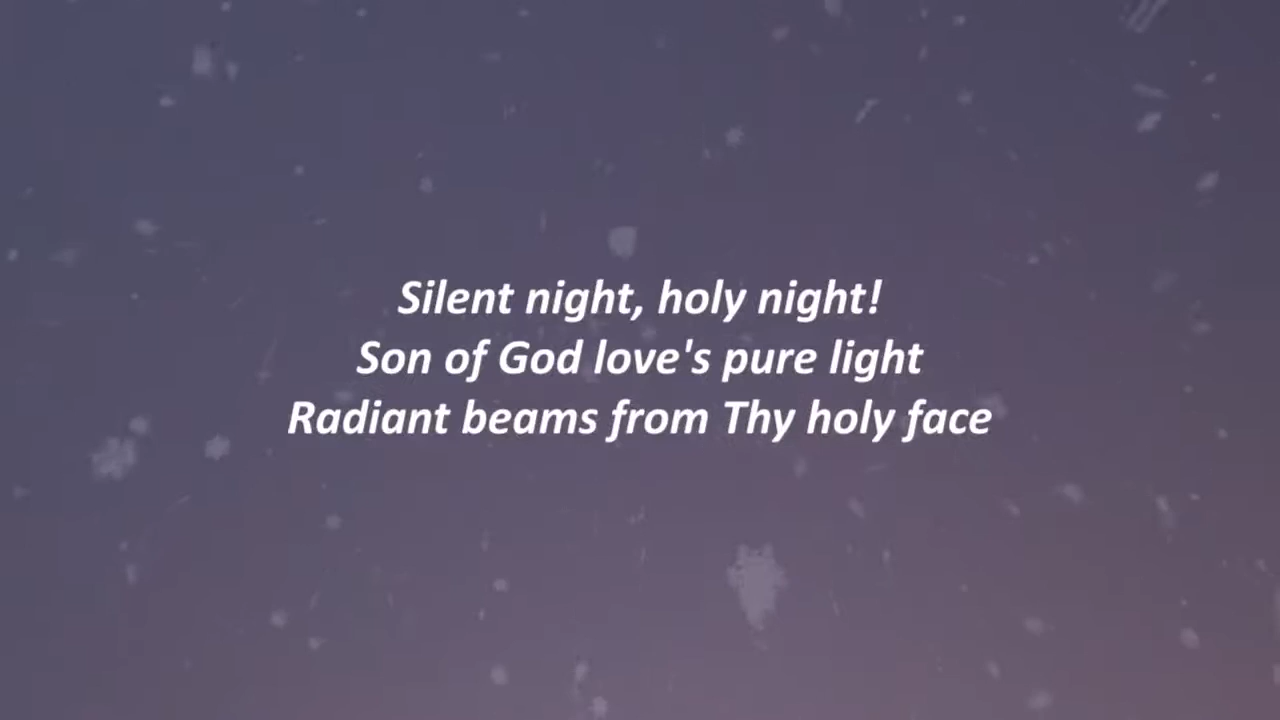 Silent night, holy night!
Son of God love's pure light
Radiant beams from Thy holy face